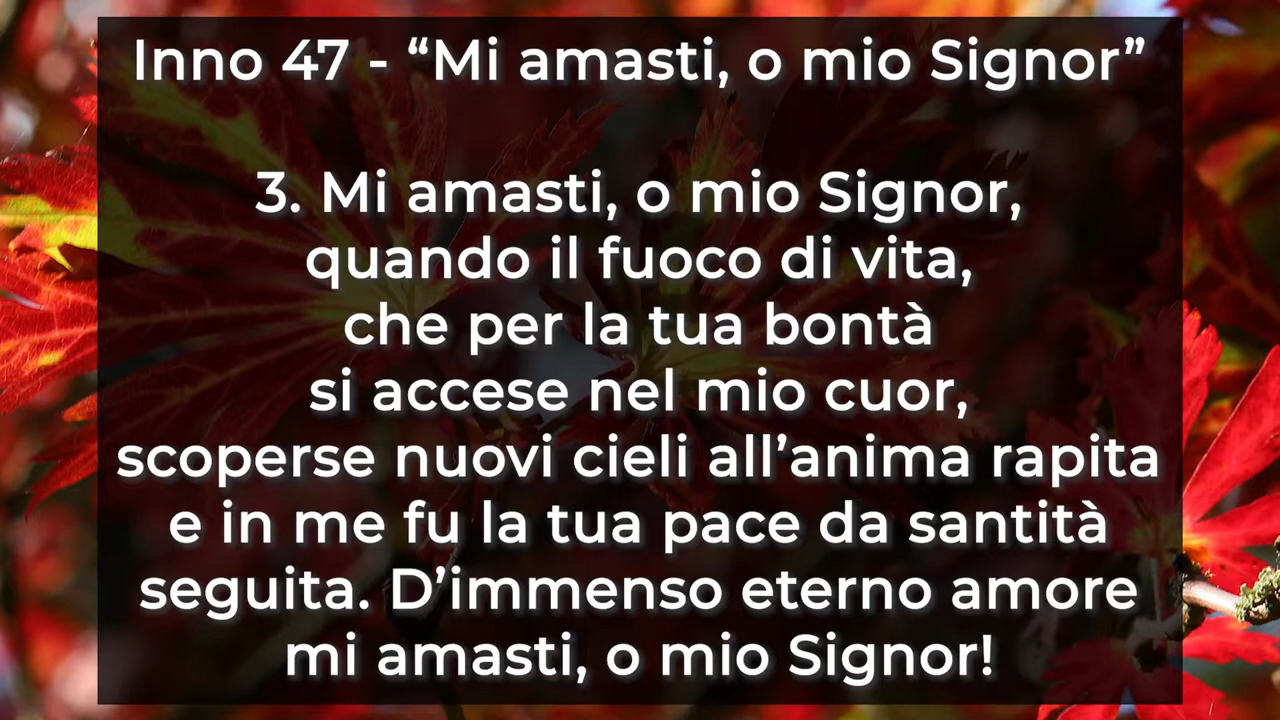 Inno 47 - “Mi amasti, o mio Signor”
3. Mi amasti, o mio Signor,
quando il fuoco di vita,
che per la tua bontà
si accese nel mio cuor,
scoperse nuovi cieli all’anima rapita
e in me fu la tua pace da santità
seguita. D’immenso eterno amore
mi amasti, o mio Signor!